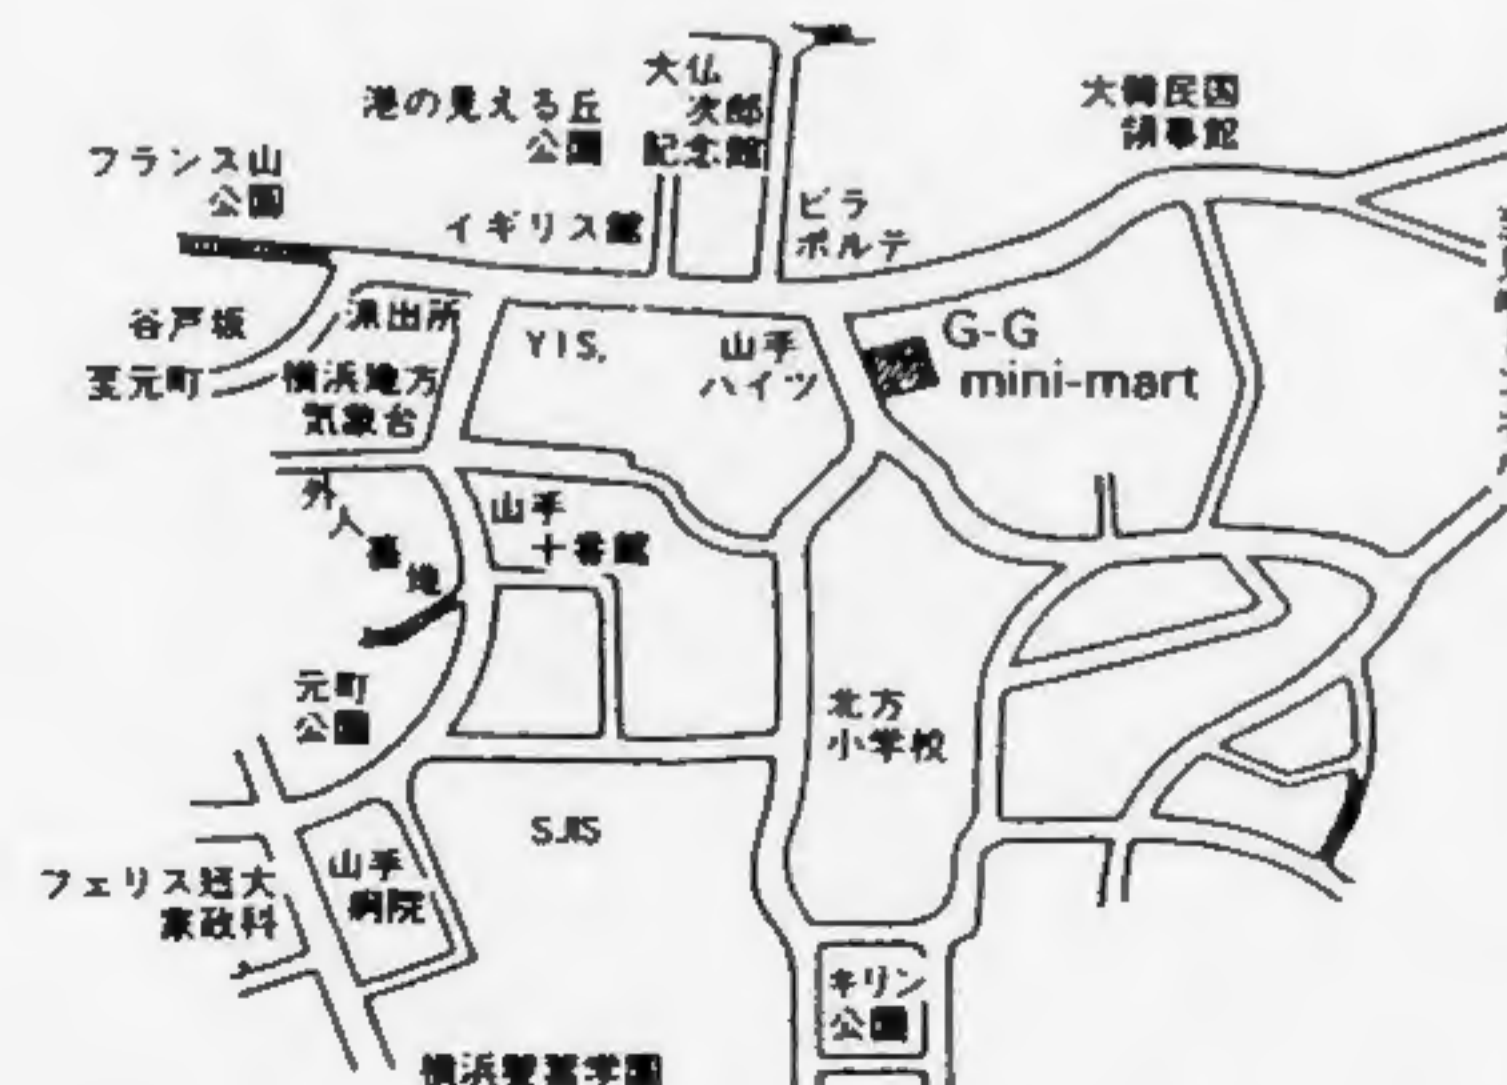 大仏
次郎
記念館
港の見える丘
公園
大韓民国
領事館
フランス山
公園
イギリス館
ビラ
ポルテ
谷戸坂
派出所
YIS.
山手
ハイツ
G-G
mini-mart
至元町
横浜地方
気象台
外人墓地
山手
十番館
元町
公園
北方
小学校
SJIS
山手
病院
フェリス短大
家政科
キリン
公園
横浜雙葉学園